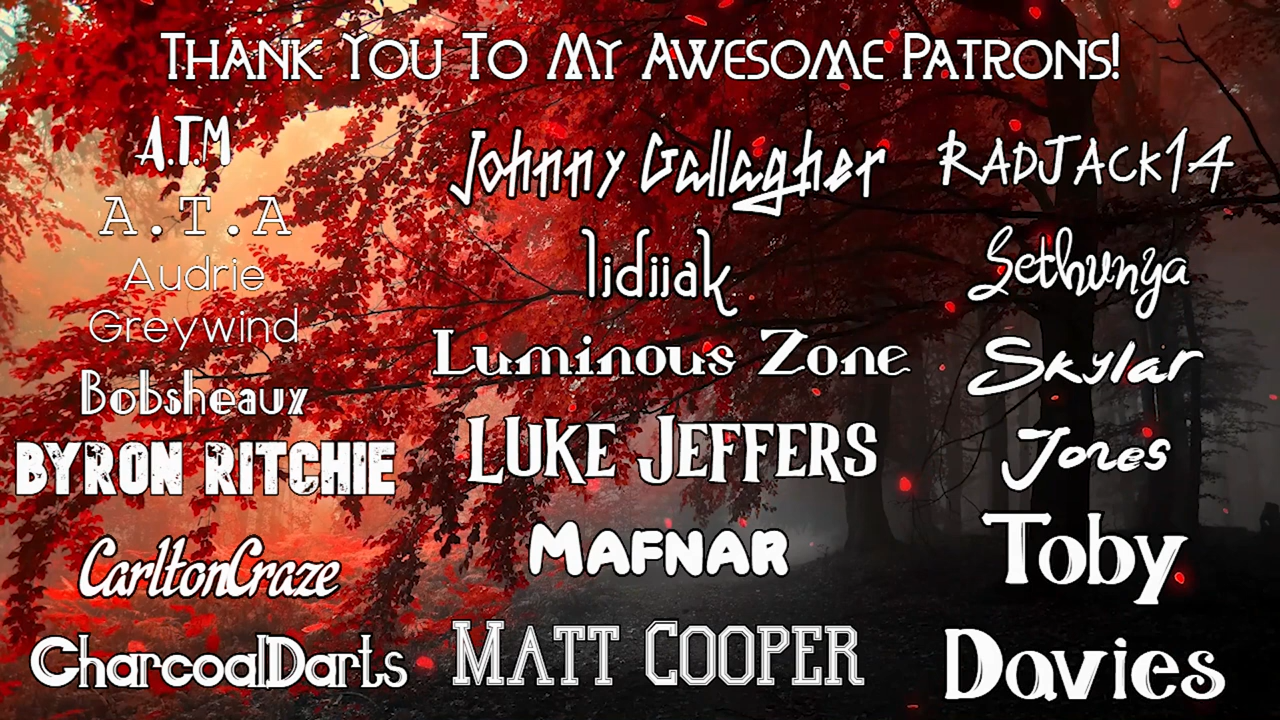 Thank You To My Awesome Patrons!
A.T.M
A.T.A
Audrie
Greywind
Bobsheaux
BYRON RITCHIE
CarltonCraze
CharcoalDarts
Johnny Gallagher
lidiiak
Luminous Zone
Luke Jeffers
Mafnar
Matt Cooper
RADJACK14
Sethunya
Skylar
Jones
Toby
Davies